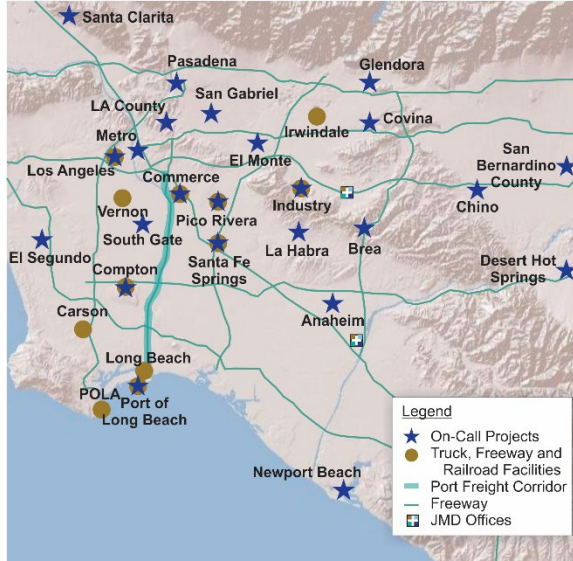 Santa Clarita
Pasadena
Glendora
San Gabriel
LA County
Irwindale
Covina
Metro
El Monte
Los Angeles
San
Bernardino
County
Commerce
Industry
Chino
Vernon
Pico Rivera
South Gate
La Habra
Brea
El Segundo
Santa Fe
Springs
Desert Hot
Springs
Compton
Anaheim
Carson
Long Beach
POLA
Port of
Long Beach
Newport Beach
Legend
On-Call Projects
Truck, Freeway and
Railroad Facilities
Port Freight Corridor
Freeway
JMD Offices